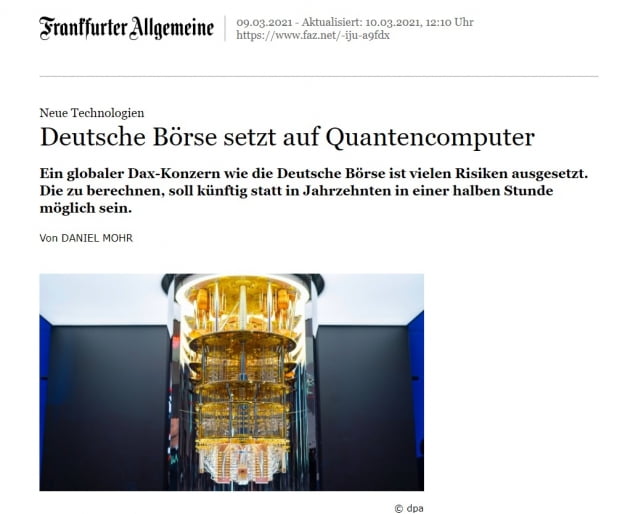 Frankfurter Allgemeine
09.03.2021 - Aktualisiert: 10.03.2021, 12:10 Uhr
https://www.faz.net/-iju-a9fdx
Neue Technologien
Deutsche Börse setzt auf Quantencomputer
Ein globaler Dax-Konzern wie die Deutsche Börse ist vielen Risiken ausgesetzt.
Die zu berechnen, soll künftig statt in Jahrzehnten in einer halben Stunde
möglich sein.
Von DANIEL MOHR
© dpa